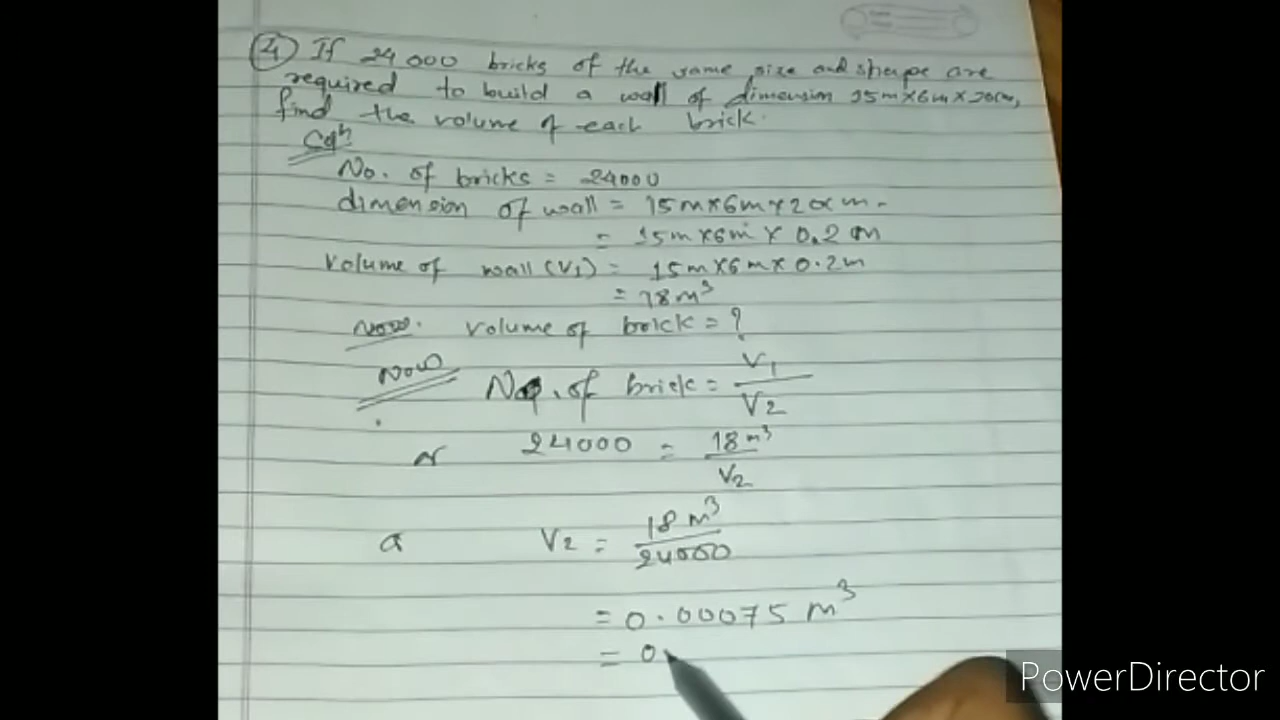 4 If 24000 bricks of the same size and shape are
required to build a wall of dimension 15m×6m×20cm,
find the volume of each brick.
Solⁿ
No. of bricks = 24000
dimension of wall = 15m×6m×20cm.
= 15m×6m×0.2m
volume of wall (V₁) = 15m×6m×0.2m
= 18m³
Now. volume of brick = ?
Now No. of brick = V₁/V₂
or 24000 = 18m³/V₂
or V₂ = 18m³/24000
= 0.00075 m³
= 0.
PowerDirector